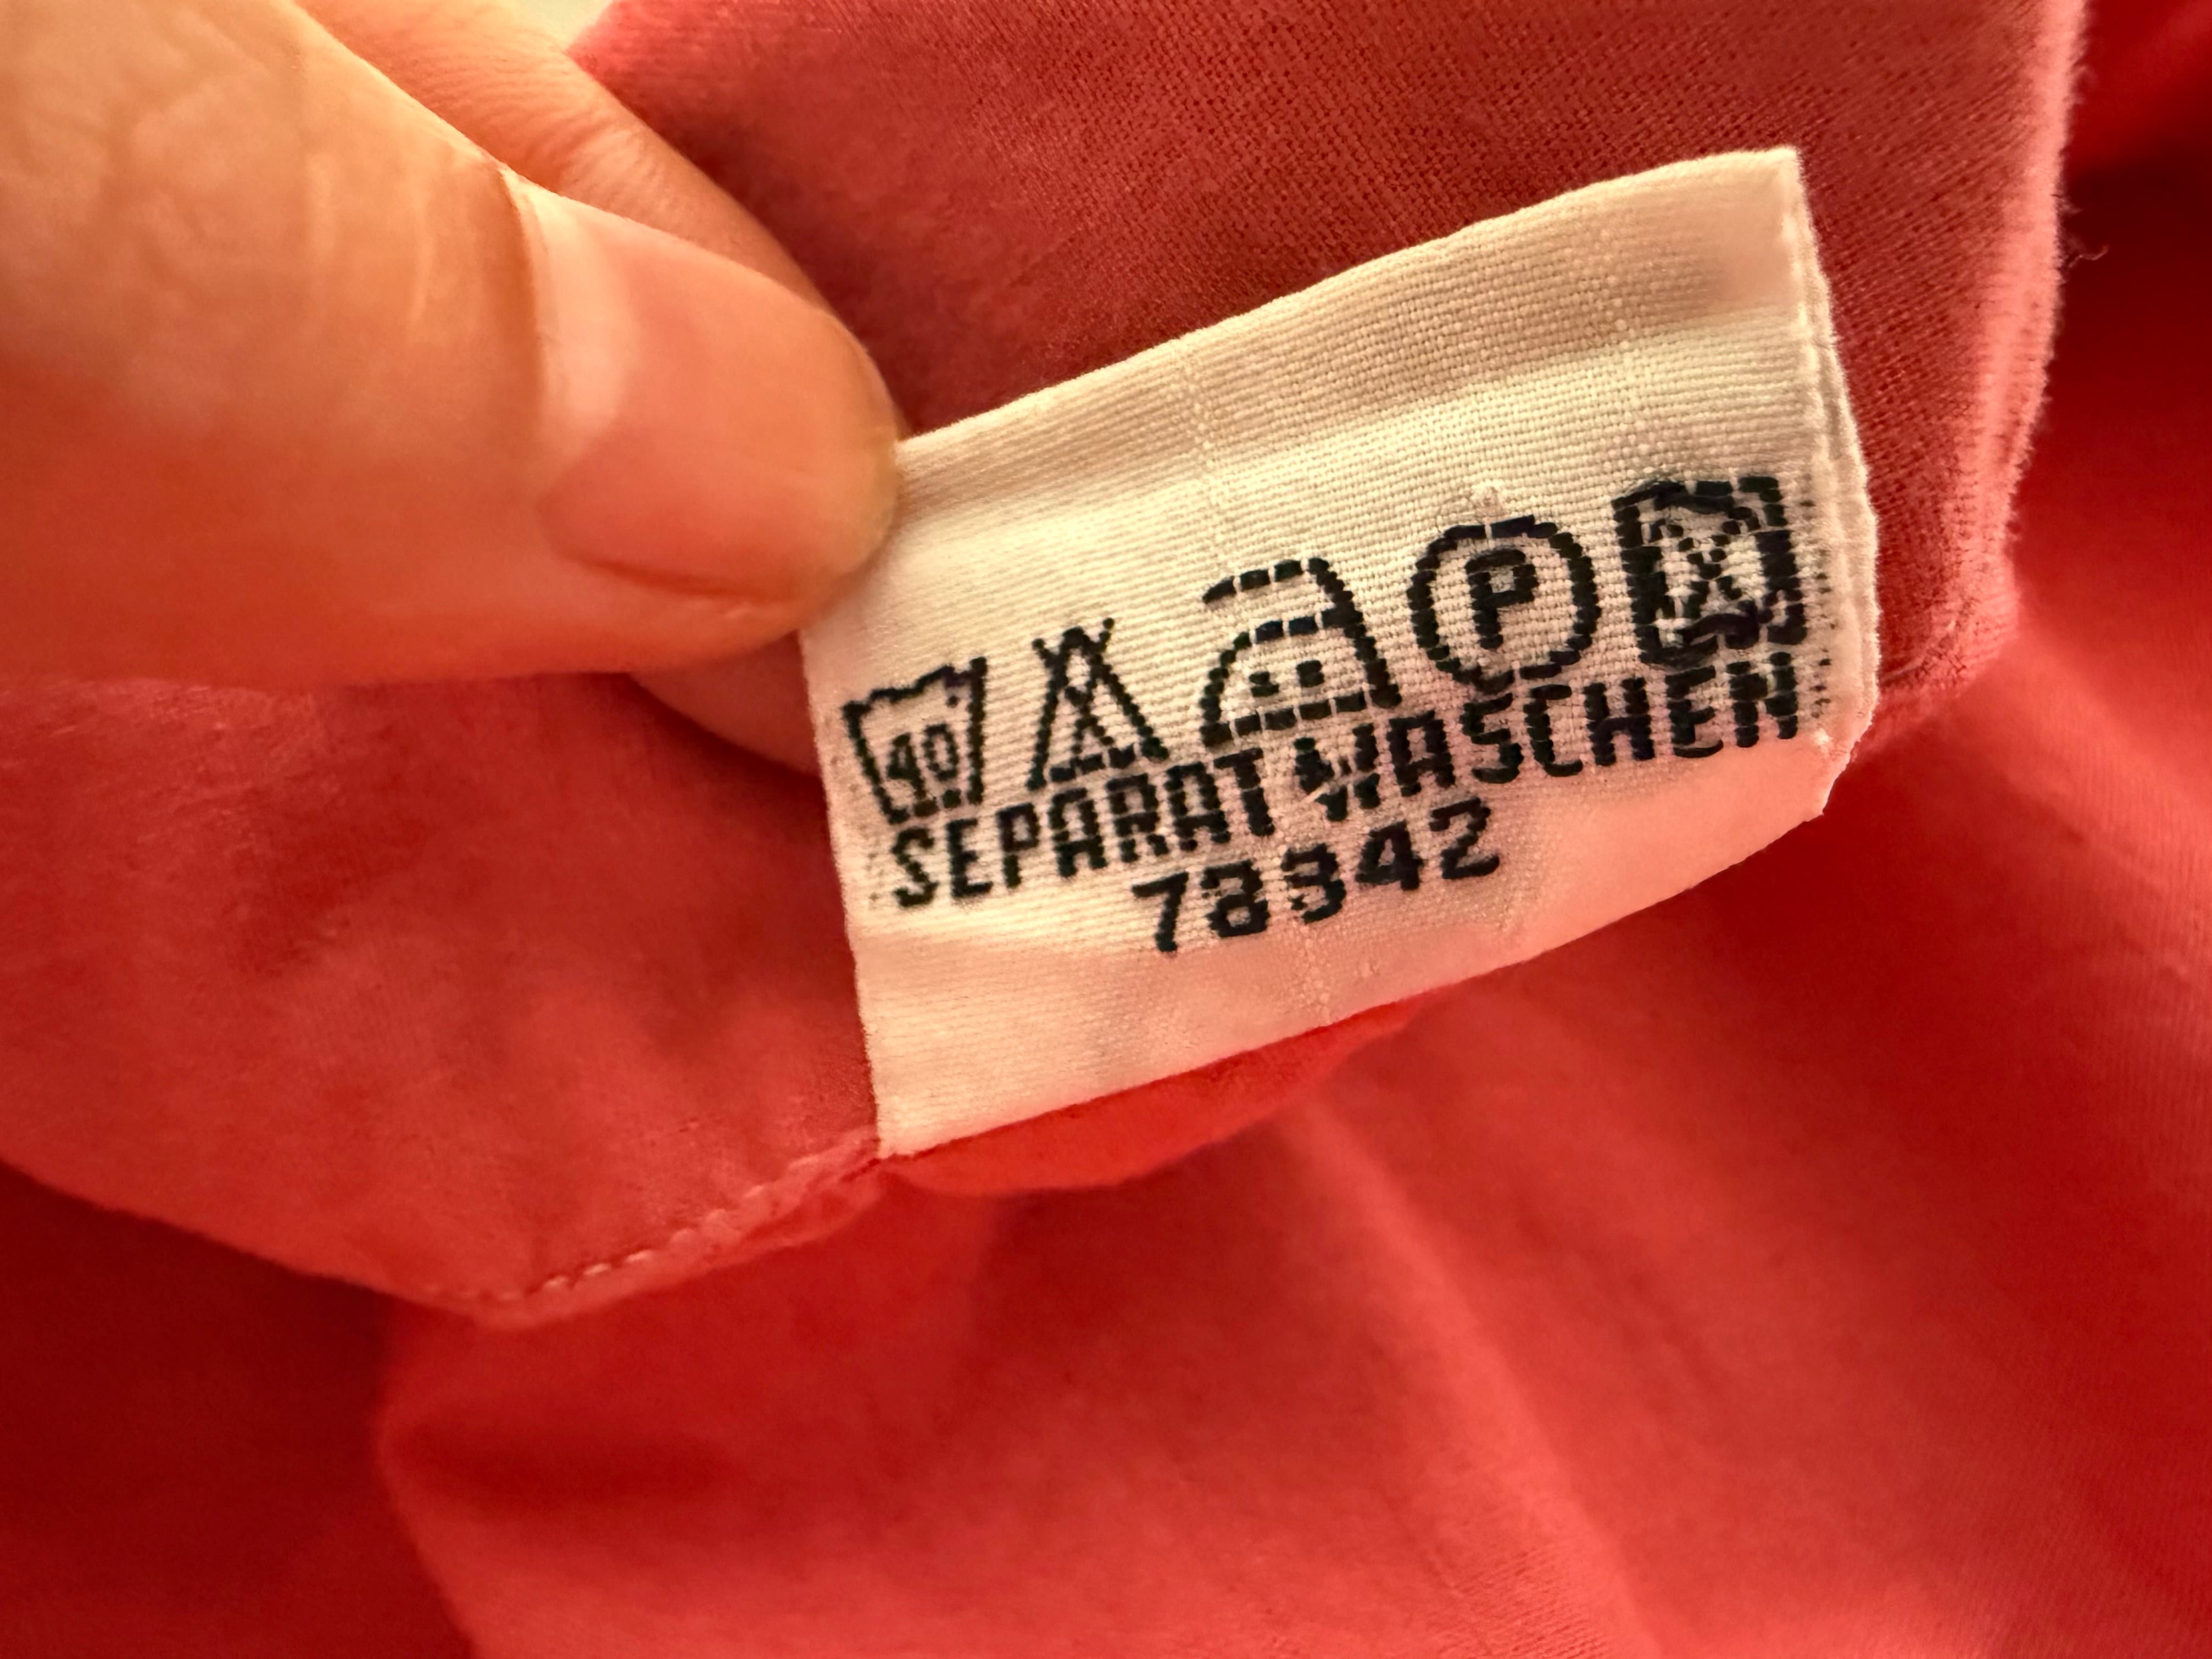 40
P
SEPARAT WASCHEN
78342